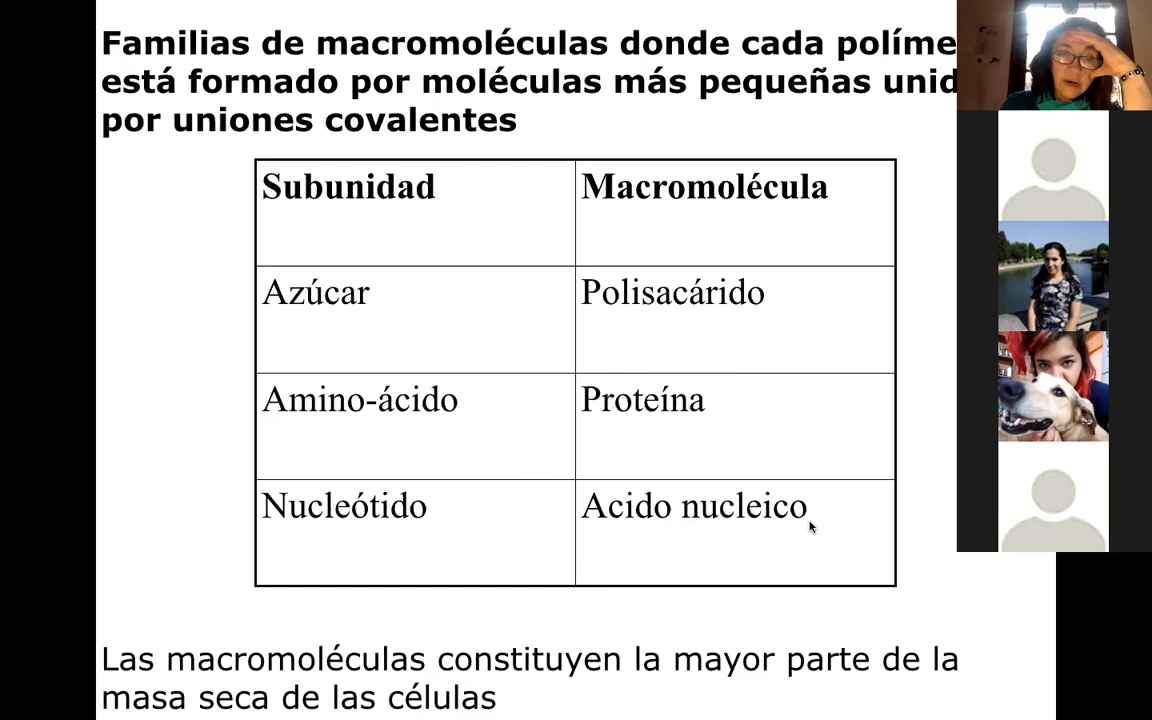 Familias de macromoléculas donde cada políme
está formado por moléculas más pequeñas unid
por uniones covalentes
Subunidad Macromolécula
Azúcar Polisacárido
Amino-ácido Proteína
Nucleótido Acido nucleico
Las macromoléculas constituyen la mayor parte de la
masa seca de las células